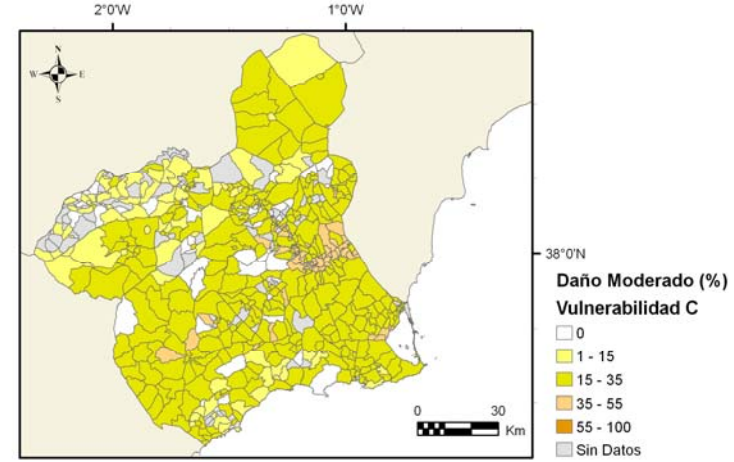 2°0'W 1°0'W
N
W E
S
38°0'N
Daño Moderado (%)
Vulnerabilidad C
0
1 - 15
15 - 35
35 - 55
55 - 100
Sin Datos
0 30
Km